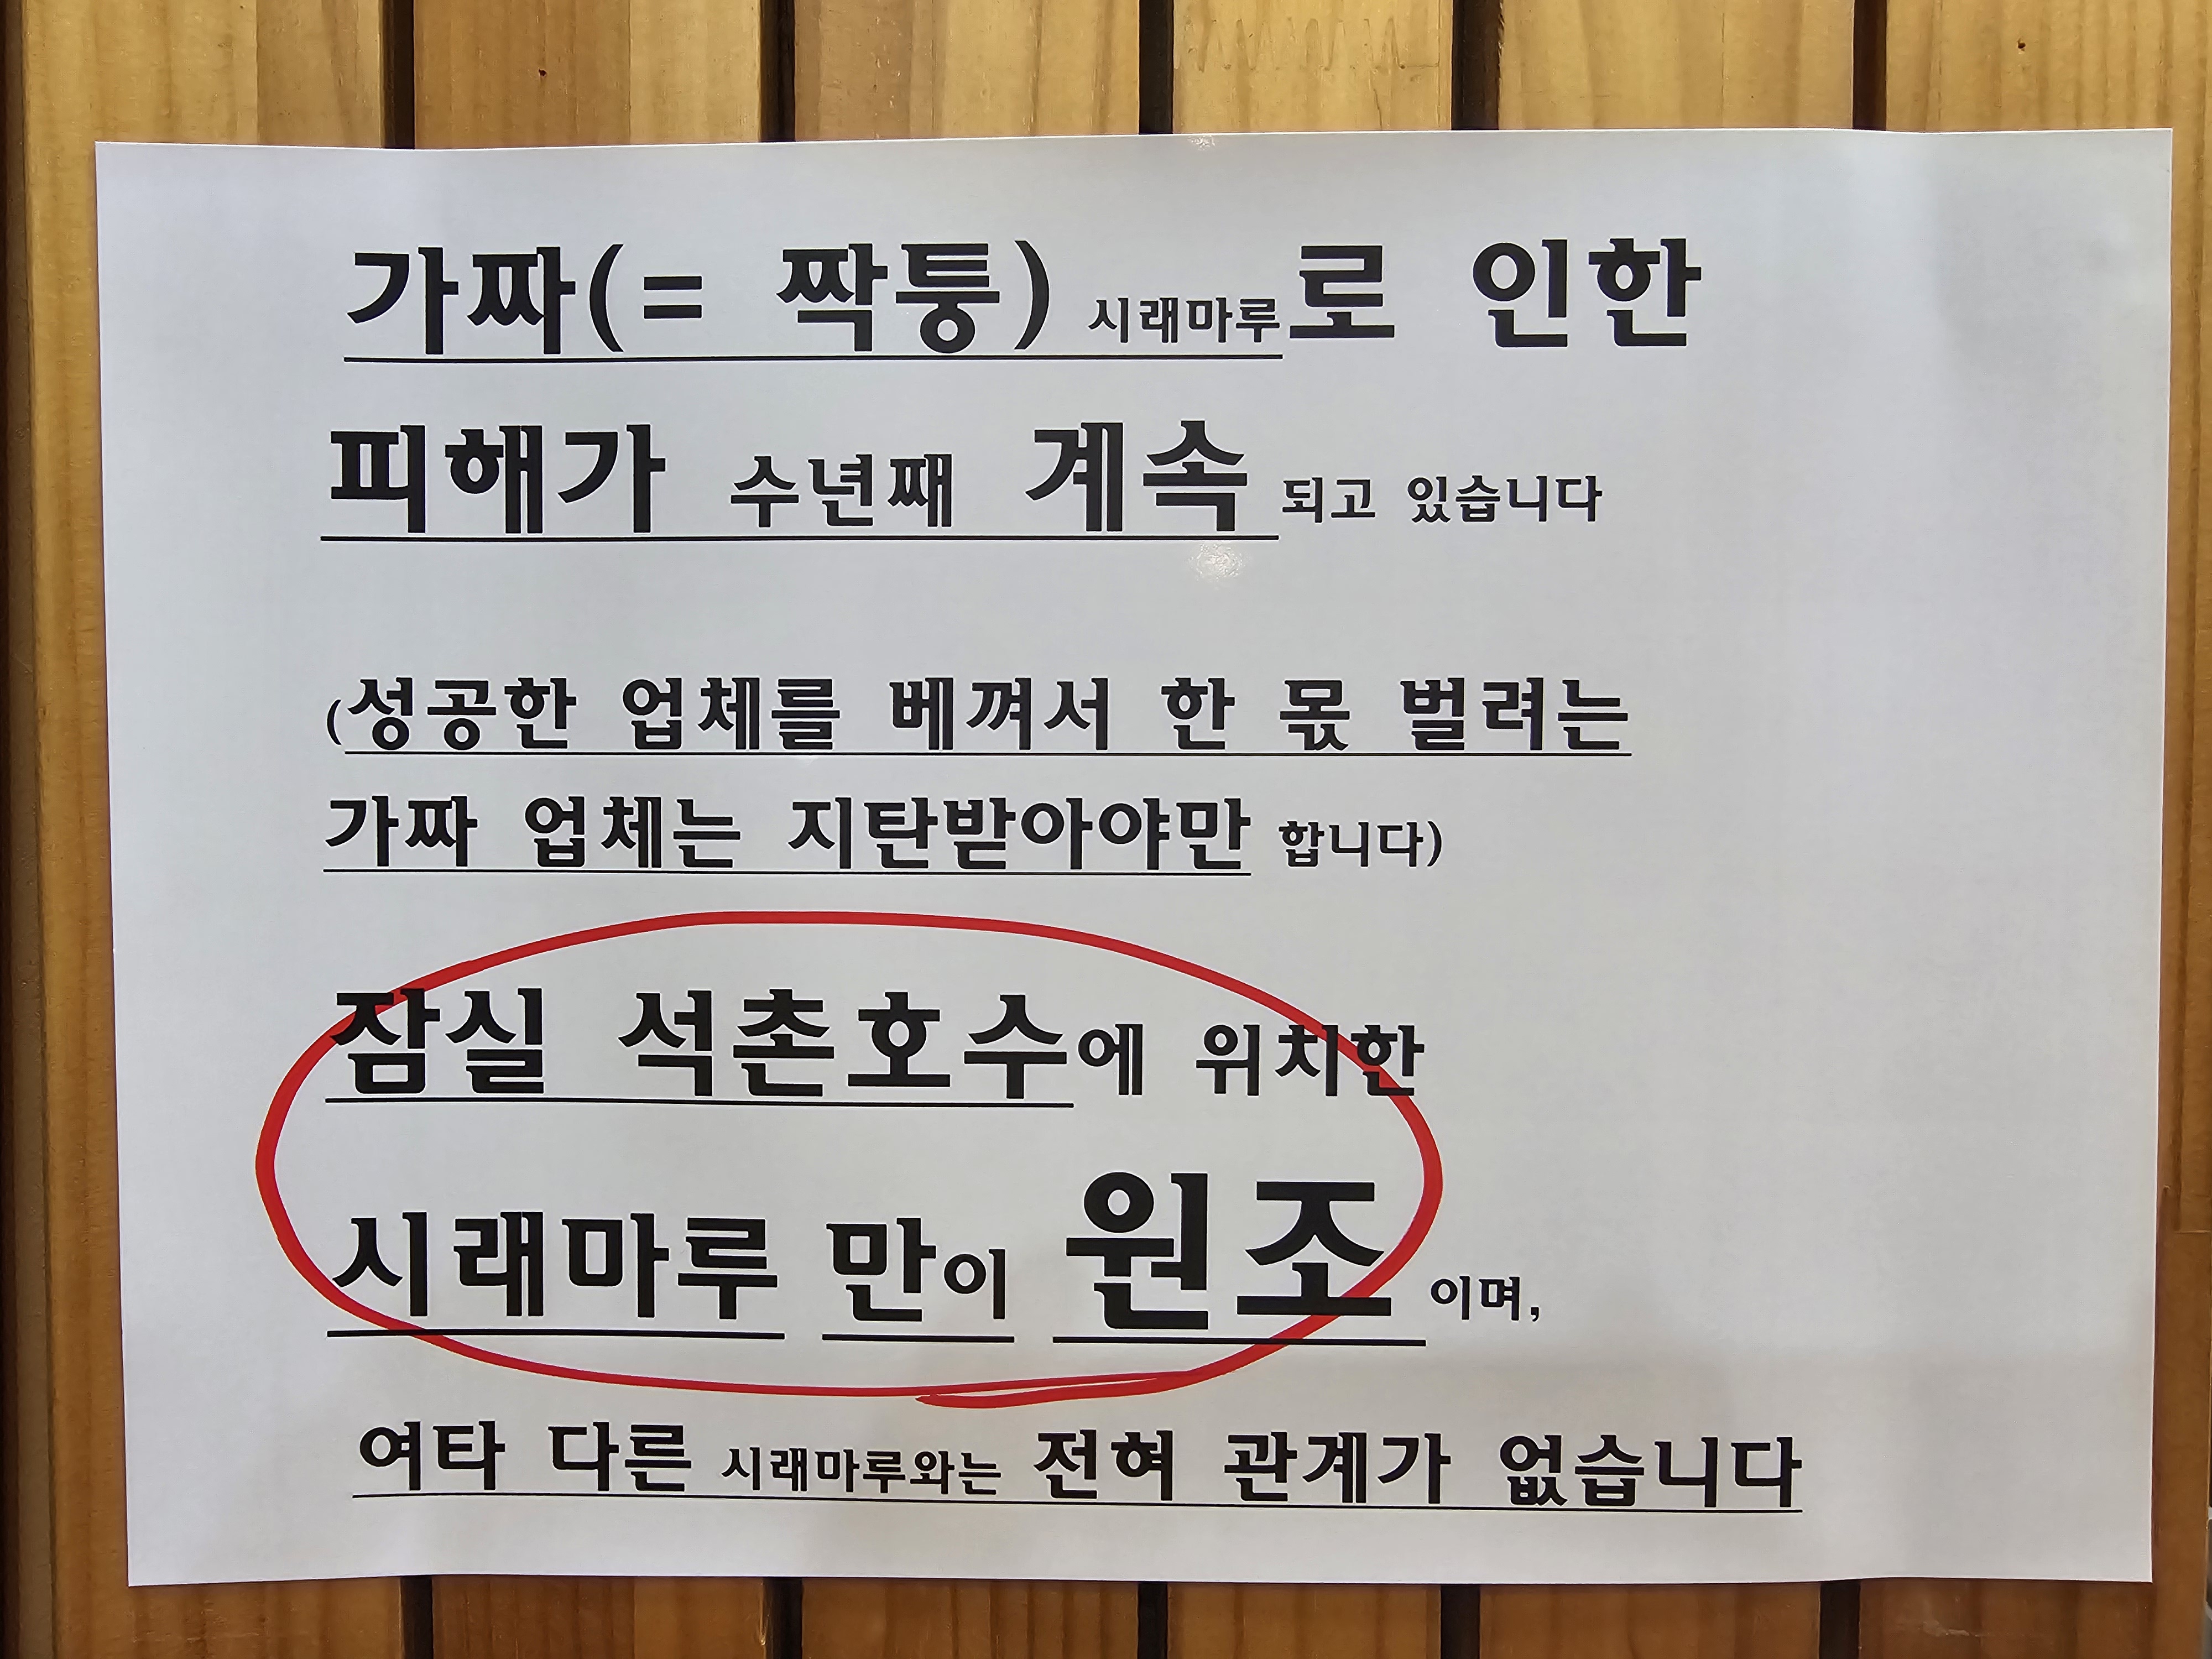 가짜(= 짝퉁) 시래마루로 인한
피해가 수년째 계속 되고 있습니다
(성공한 업체를 베껴서 한 몫 벌려는
가짜 업체는 지탄받아야만 합니다)
잠실 석촌호수에 위치한
시래마루 만이 원조 이며,
여타 다른 시래마루와는 전혀 관계가 없습니다